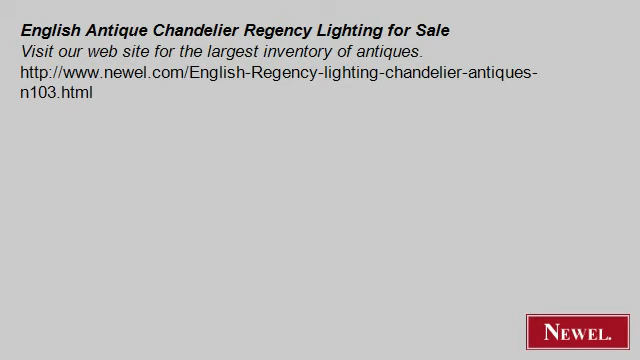 English Antique Chandelier Regency Lighting for Sale
Visit our web site for the largest inventory of antiques.
http://www.newel.com/English-Regency-lighting-chandelier-antiques-
n103.html
NEWEL.